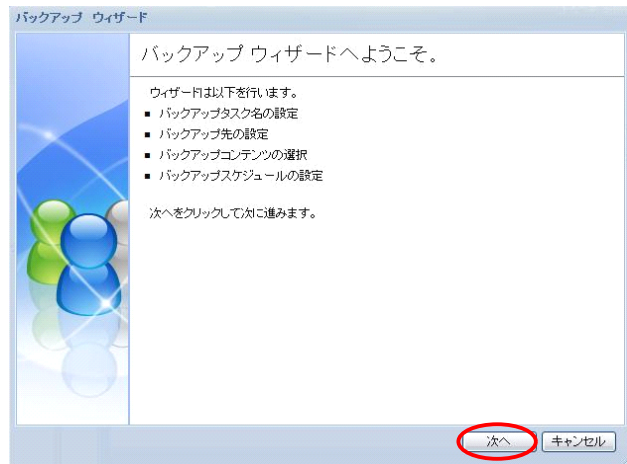 バックアップ ウィザード
バックアップ ウィザードへようこそ。
ウィザードは以下を行います。
■ バックアップタスク名の設定
■ バックアップ先の設定
■ バックアップコンテンツの選択
■ バックアップスケジュールの設定
次へをクリックして次に進みます。
次へ キャンセル